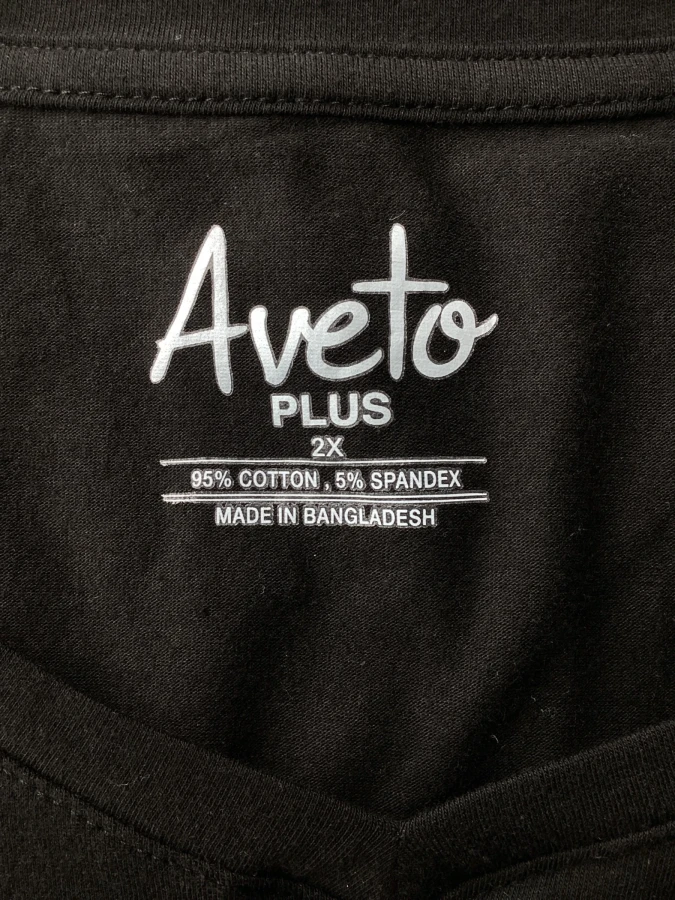 Aveto
PLUS
2X
95% COTTON , 5% SPANDEX
MADE IN BANGLADESH